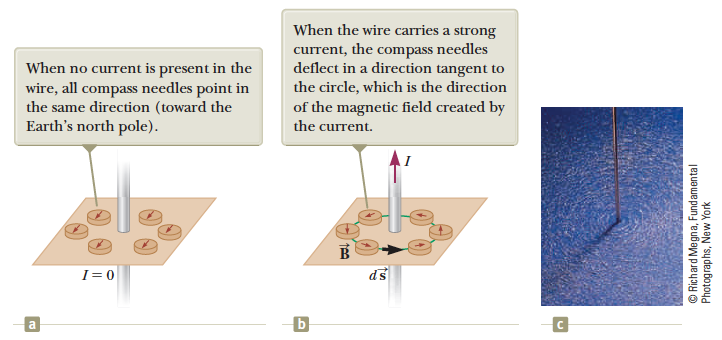 When no current is present in the
wire, all compass needles point in
the same direction (toward the
Earth's north pole).
I = 0
a
When the wire carries a strong
current, the compass needles
deflect in a direction tangent to
the circle, which is the direction
of the magnetic field created by
the current.
I
B⃗
ds⃗
b
c
© Richard Megna, Fundamental
Photographs, New York